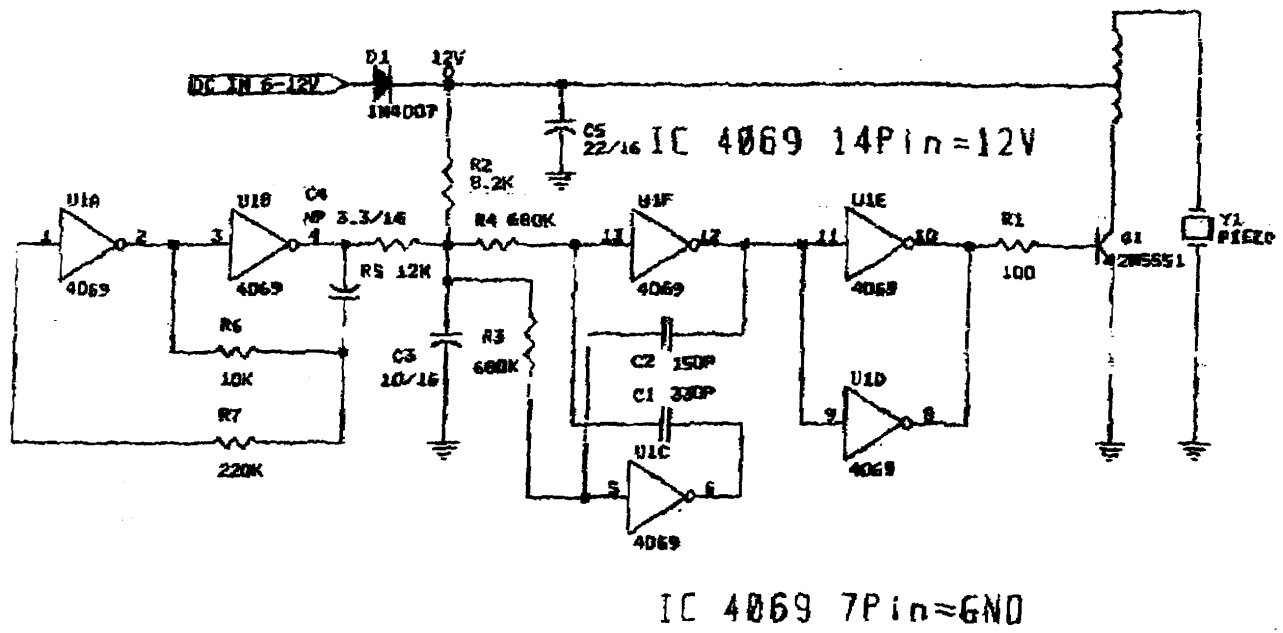 D1
12V
DC IN 6-12V
1N4007
C5
22/16
IC 4069 14Pin=12V
R2
8.2K
U1A
U1B
C4
NP 3.3/16
R4 680K
U1F
U1E
R1
Q1
2N5551
Y1
PIEZO
1
2
3
4
13
12
11
10
4069
4069
R5 12K
4069
4069
100
R6
10K
C3
10/16
R3
680K
C2
150P
C1
330P
U1D
9
8
4069
R7
220K
U1C
5
6
4069
IC 4069 7Pin=GND